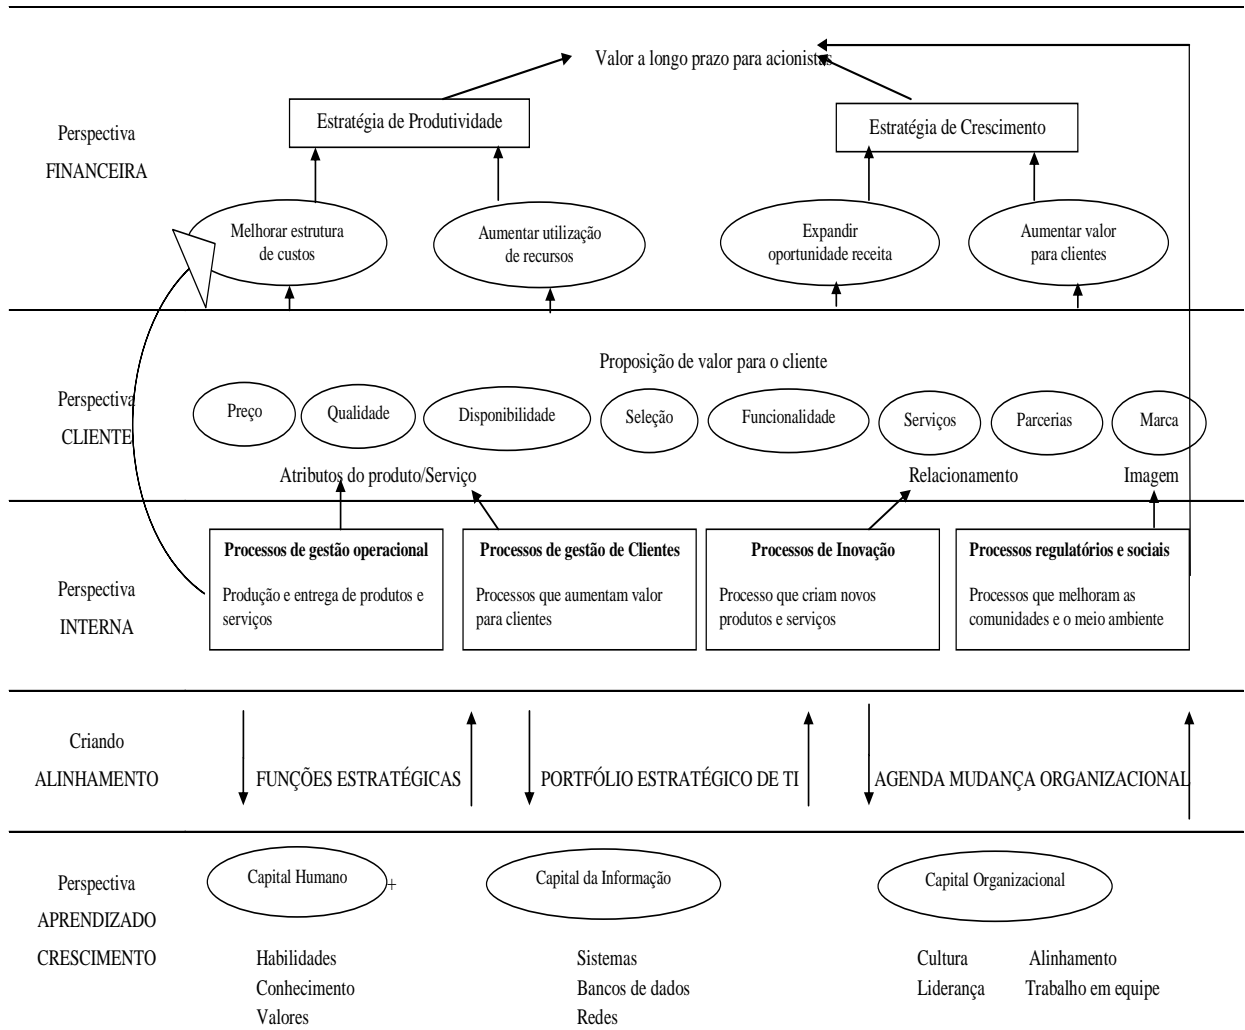 Valor a longo prazo para acionistas
Estratégia de Produtividade
Estratégia de Crescimento
Perspectiva
FINANCEIRA
Melhorar estrutura
de custos
Aumentar utilização
de recursos
Expandir
oportunidade receita
Aumentar valor
para clientes
Proposição de valor para o cliente
Perspectiva
CLIENTE
Preço
Qualidade
Disponibilidade
Seleção
Funcionalidade
Serviços
Parcerias
Marca
Atributos do produto/Serviço
Relacionamento
Imagem
Perspectiva
INTERNA
Processos de gestão operacional
Produção e entrega de produtos e
serviços
Processos de gestão de Clientes
Processos que aumentam valor
para clientes
Processos de Inovação
Processo que criam novos
produtos e serviços
Processos regulatórios e sociais
Processos que melhoram as
comunidades e o meio ambiente
Criando
ALINHAMENTO
FUNÇÕES ESTRATÉGICAS
PORTFÓLIO ESTRATÉGICO DE TI
AGENDA MUDANÇA ORGANIZACIONAL
Perspectiva
APRENDIZADO
CRESCIMENTO
Capital Humano
+
Capital da Informação
Capital Organizacional
Habilidades
Conhecimento
Valores
Sistemas
Bancos de dados
Redes
Cultura Alinhamento
Liderança Trabalho em equipe